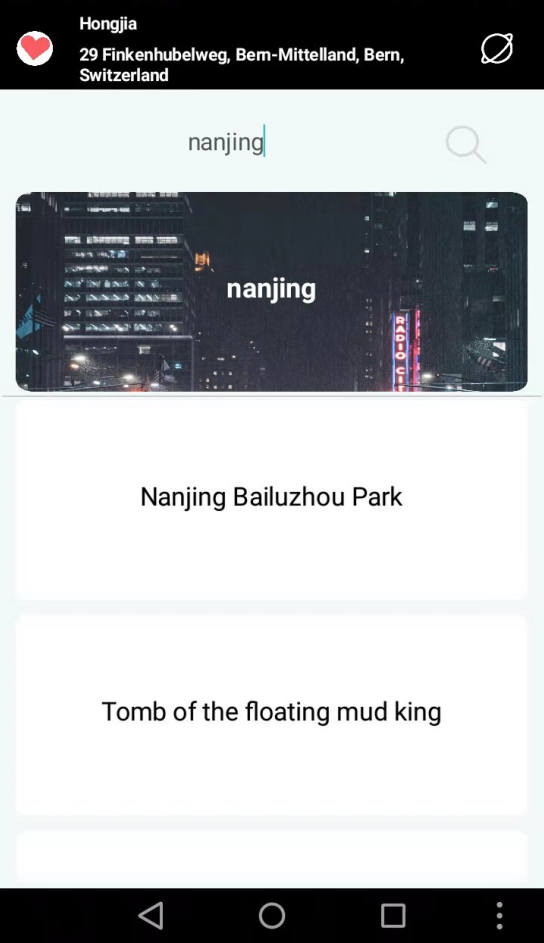 Hongjia
29 Finkenhubelweg, Bern-Mittelland, Bern,
Switzerland
nanjing
nanjing
RADIO CIT
Nanjing Bailuzhou Park
Tomb of the floating mud king